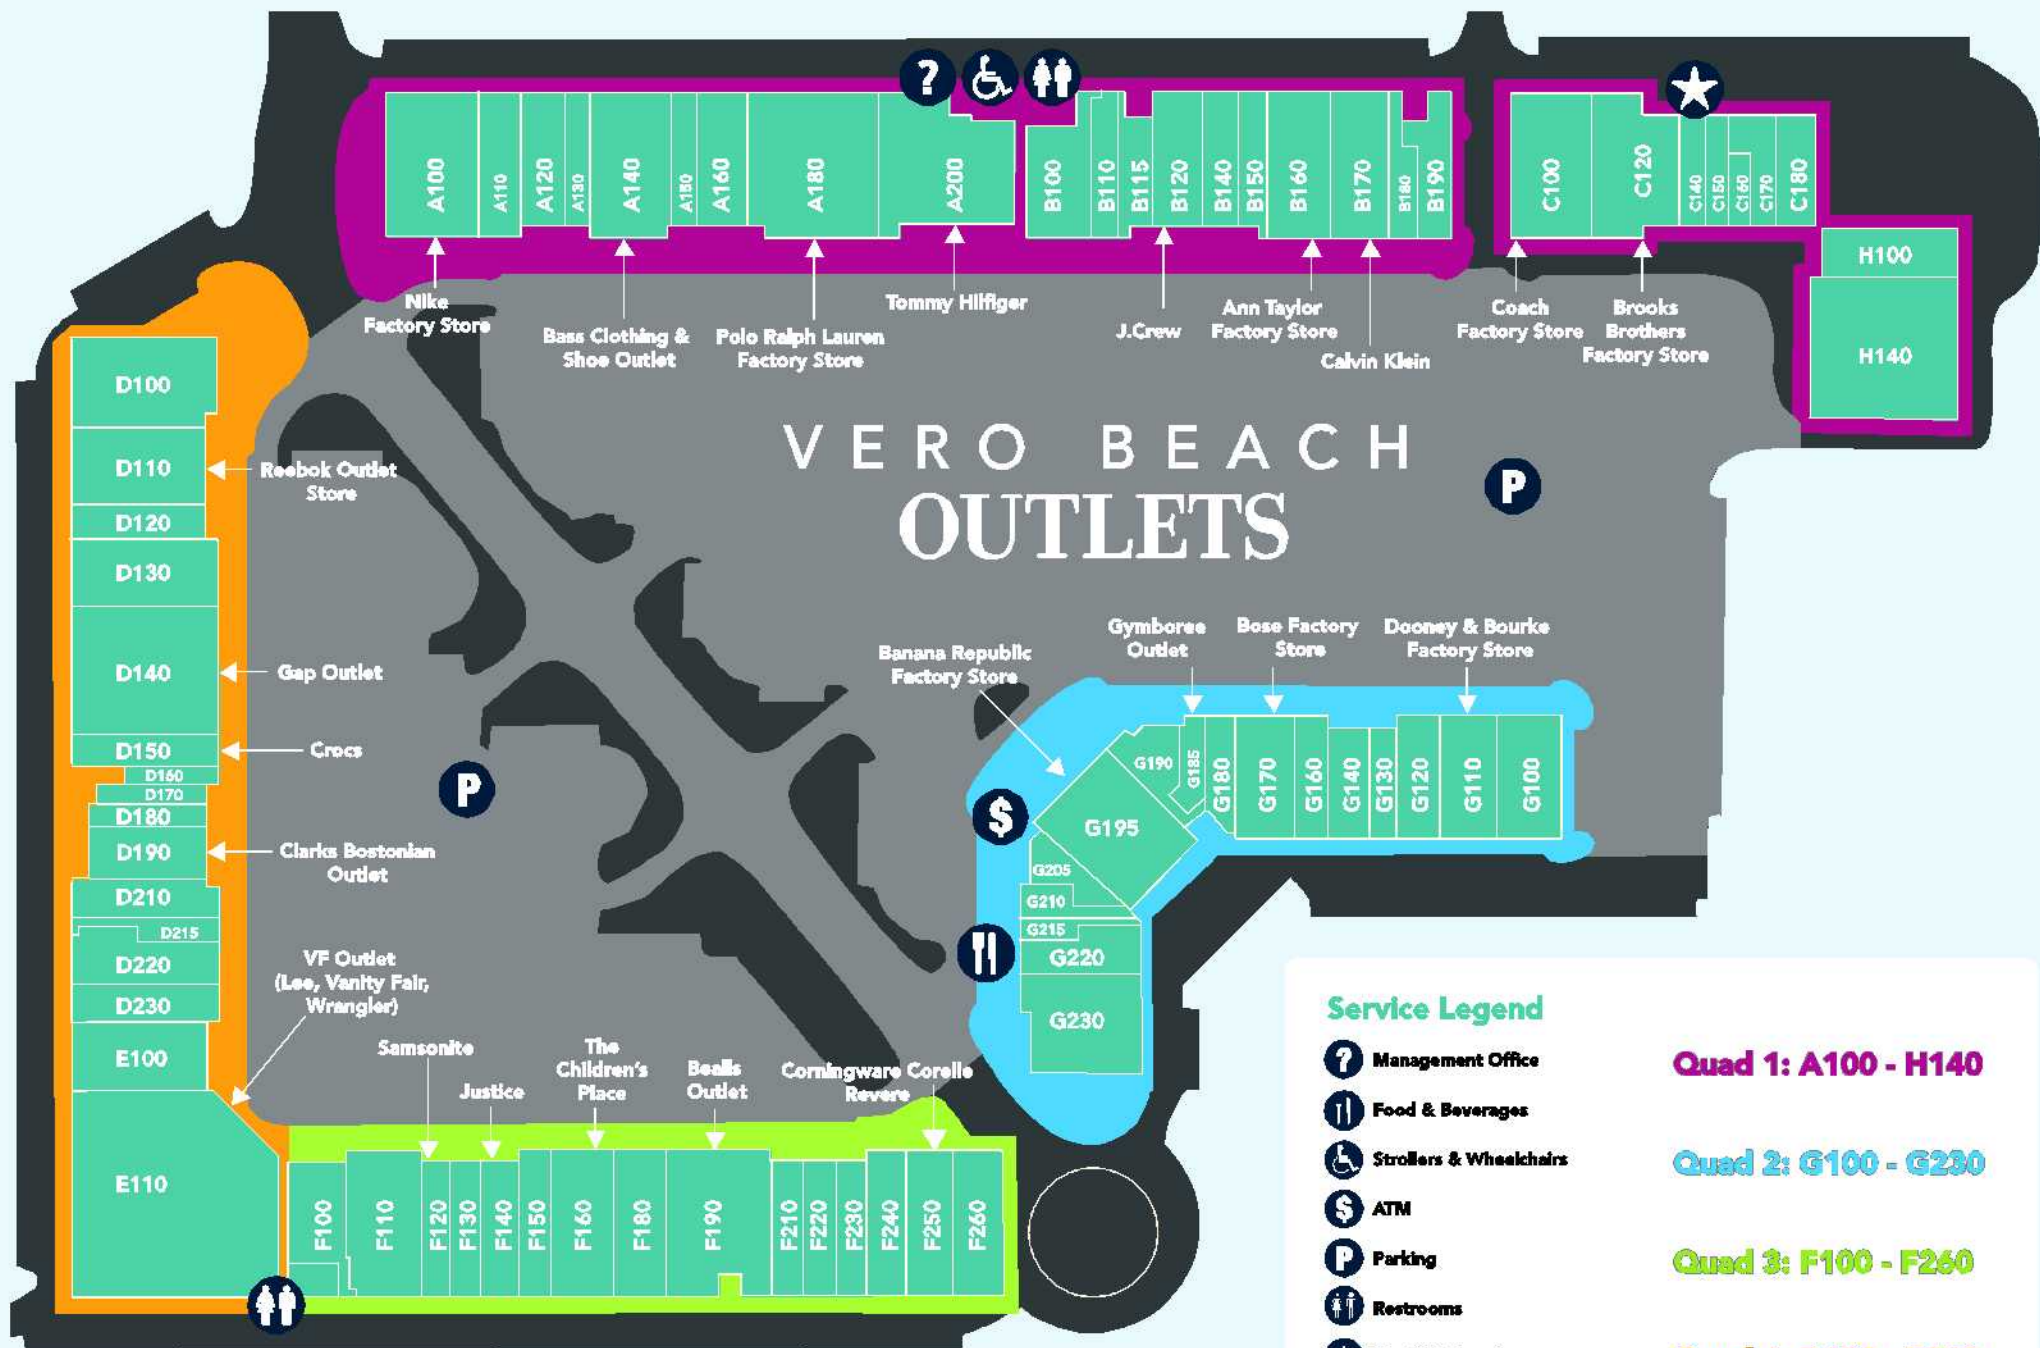 A100
A110
A120
A130
A140
A150
A160
A180
A200
B100
B110
B115
B120
B140
B150
B160
B170
B180
B190
C100
C120
C140
C150
C160
C170
C180
H100
H140
?
Nike
Factory Store
Bass Clothing &
Shoe Outlet
Polo Ralph Lauren
Factory Store
Tommy Hilfiger
J.Crew
Ann Taylor
Factory Store
Calvin Klein
Coach
Factory Store
Brooks
Brothers
Factory Store
VERO BEACH
OUTLETS
P
D100
D110
D120
D130
D140
D150
D160
D170
D180
D190
D210
D215
D220
D230
E100
E110
Reebok Outlet
Store
Gap Outlet
Crocs
P
Clarks Bostonian
Outlet
VF Outlet
(Lee, Vanity Fair,
Wrangler)
Banana Republic
Factory Store
Gymboree
Outlet
Bose Factory
Store
Dooney & Bourke
Factory Store
$
G195
G190
G185
G180
G170
G160
G140
G130
G120
G110
G100
G205
G210
G215
G220
G230
Samsonite
Justice
The
Children's
Place
Bealls
Outlet
Corningware Corelle
Revere
F100
F110
F120
F130
F140
F150
F160
F180
F190
F210
F220
F230
F240
F250
F260
Service Legend
? Management Office
Food & Beverages
Strollers & Wheelchairs
$ ATM
P Parking
Restrooms
Quad 1: A100 - H140
Quad 2: G100 - G230
Quad 3: F100 - F260